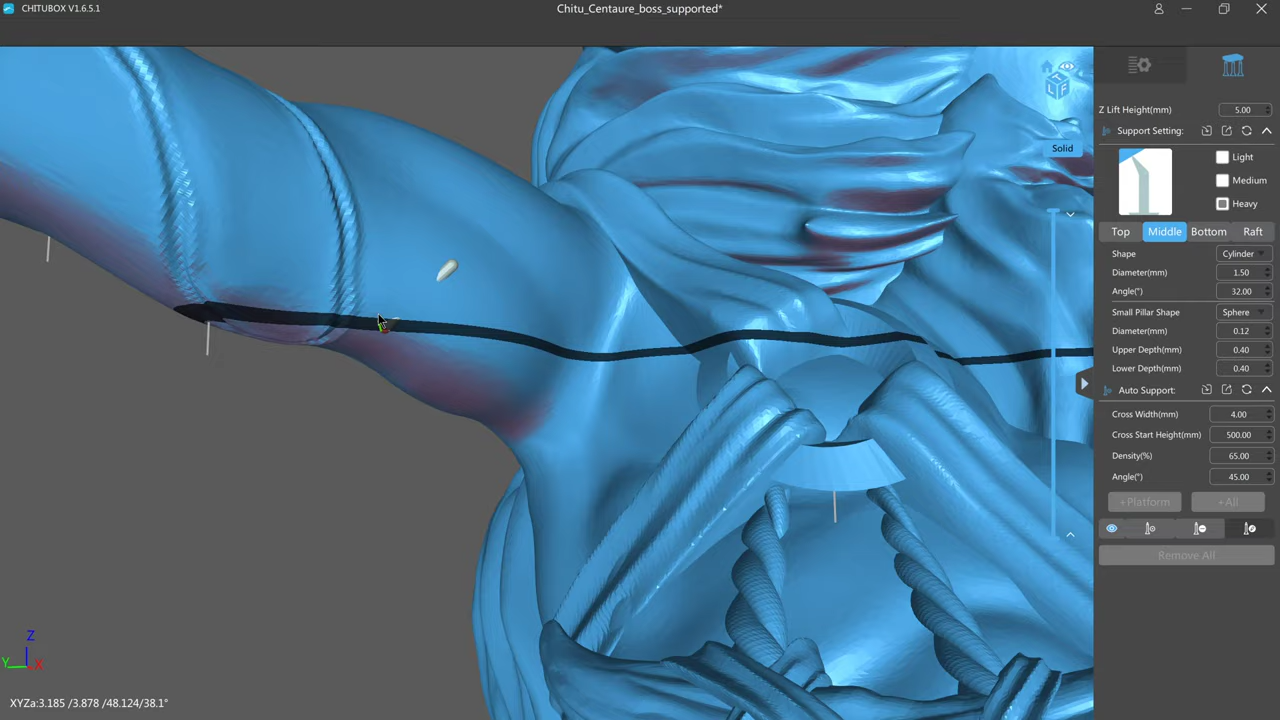 CHITUBOX V1.6.5.1
Chitu_Centaure_boss_supported*
Z Lift Height(mm) 5.00
Support Setting:
Solid
Light
Medium
Heavy
Top Middle Bottom Raft
Shape Cylinder
Diameter(mm) 1.50
Angle(°) 32.00
Small Pillar Shape Sphere
Diameter(mm) 0.12
Upper Depth(mm) 0.40
Lower Depth(mm) 0.40
Auto Support:
Cross Width(mm) 4.00
Cross Start Height(mm) 500.00
Density(%) 65.00
Angle(°) 45.00
+Platform +All
Remove All
Z
Y X
XYZa:3.185 /3.878 /48.124/38.1°